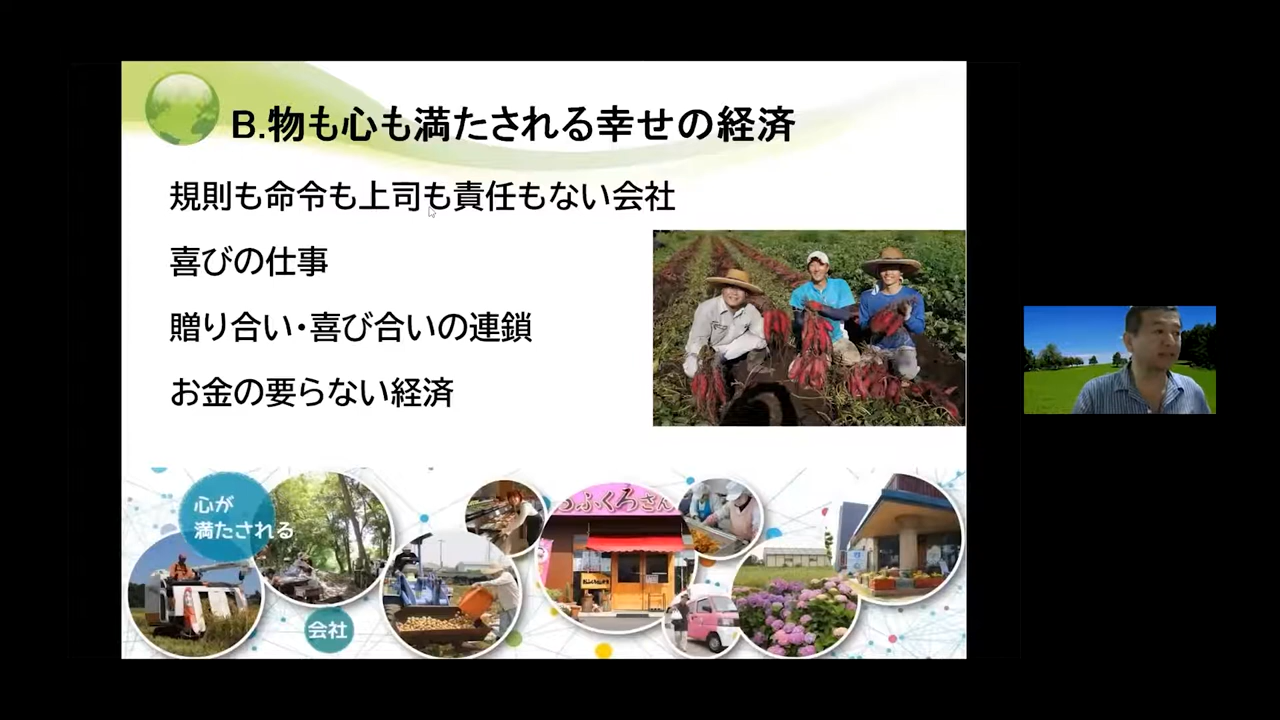 B.物も心も満たされる幸せの経済
規則も命令も上司も責任もない会社
喜びの仕事
贈り合い・喜び合いの連鎖
お金の要らない経済
心が
満たされる
会社
ふくろさん